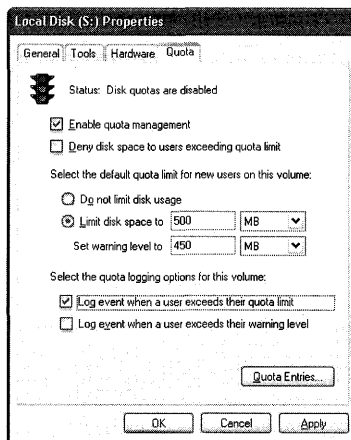 Local Disk (S:) Properties
General Tools Hardware Quota
Status: Disk quotas are disabled
Enable quota management
Deny disk space to users exceeding quota limit
Select the default quota limit for new users on this volume:
Do not limit disk usage
Limit disk space to 500 MB
Set warning level to 450 MB
Select the quota logging options for this volume:
Log event when a user exceeds their quota limit
Log event when a user exceeds their warning level
Quota Entries...
OK Cancel Apply